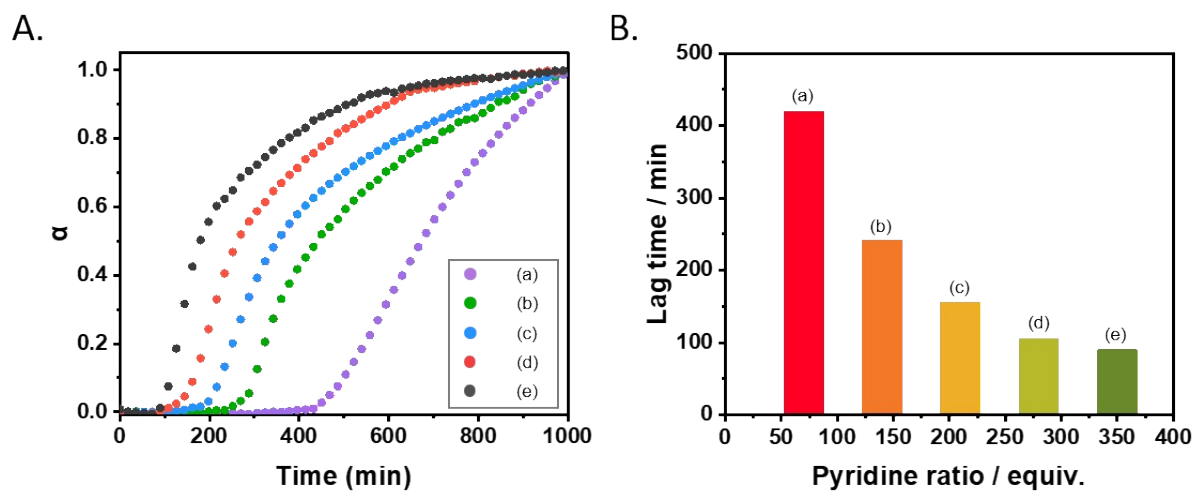 A.
α
1.0
0.8
0.6
0.4
0.2
0.0
0 200 400 600 800 1000
Time (min)
(a)
(b)
(c)
(d)
(e)
B.
Lag time / min
500
400
300
200
100
0
(a)
(b)
(c)
(d)
(e)
0 50 100 150 200 250 300 350 400
Pyridine ratio / equiv.